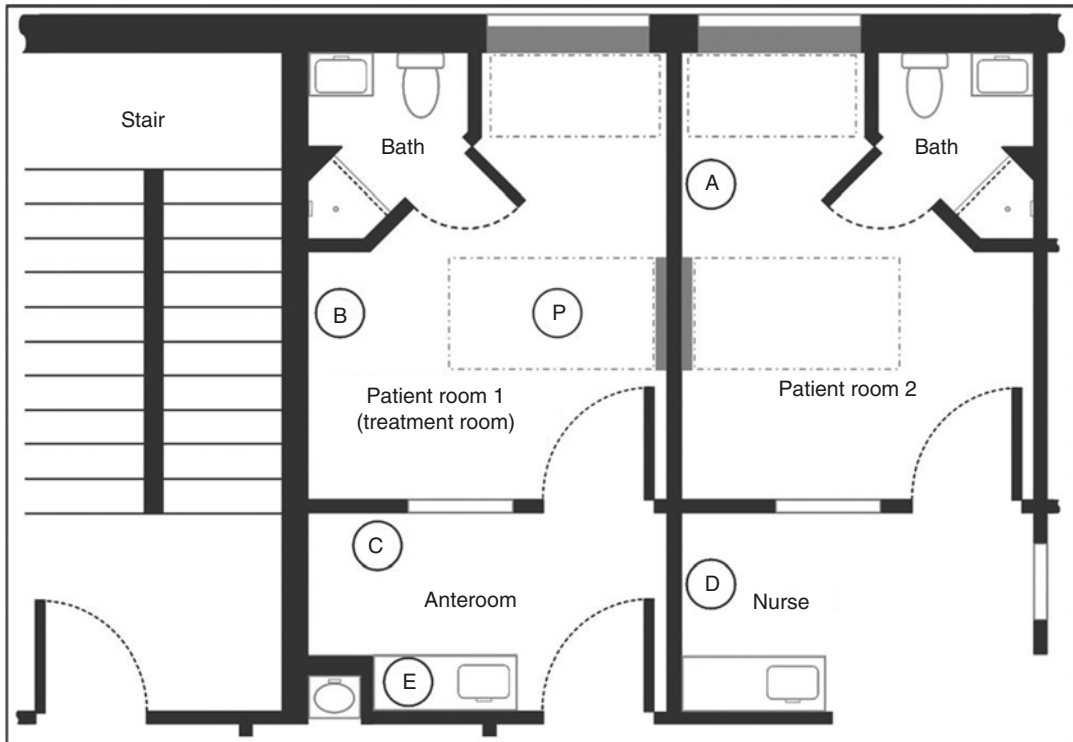 Stair
Bath
Bath
A
B
P
Patient room 1
(treatment room)
Patient room 2
C
D
Anteroom
Nurse
E